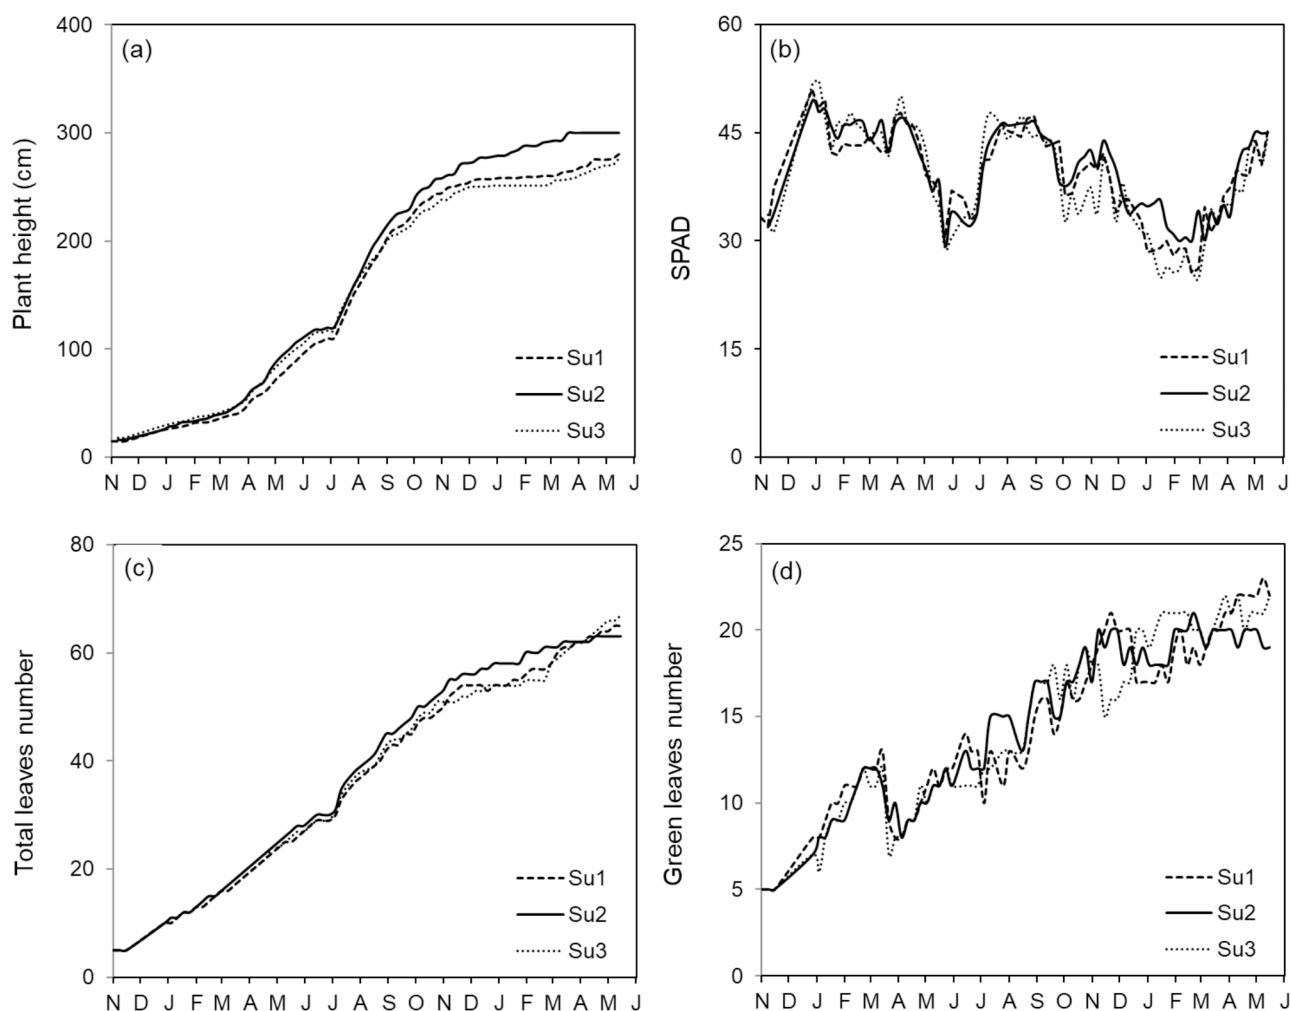 (a)
Plant height (cm)
400
300
200
100
0
Su1
Su2
Su3
N D J F M A M J J A S O N D J F M A M J
(b)
SPAD
60
45
30
15
0
Su1
Su2
Su3
N D J F M A M J J A S O N D J F M A M J
(c)
Total leaves number
80
60
40
20
0
Su1
Su2
Su3
N D J F M A M J J A S O N D J F M A M J
(d)
Green leaves number
25
20
15
10
5
0
Su1
Su2
Su3
N D J F M A M J J A S O N D J F M A M J